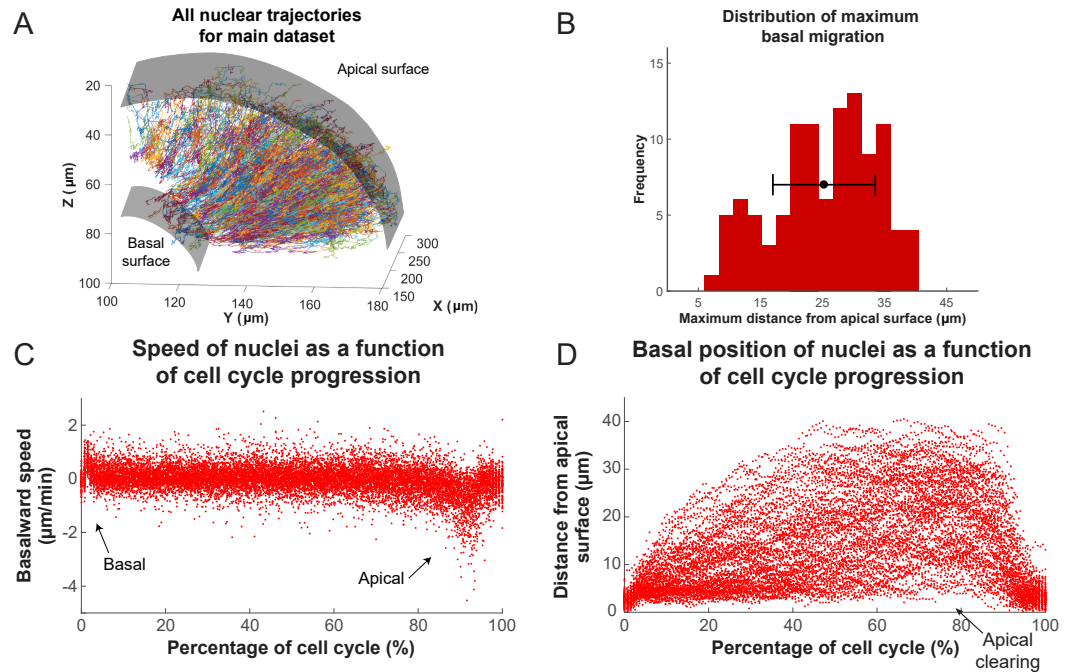 A
All nuclear trajectories
for main dataset
Apical surface
20
40
60
80
100
Z (µm)
Basal
surface
100
120
140
160
180
Y (µm)
300
250
200
150
X (µm)
B
Distribution of maximum
basal migration
15
10
5
0
Frequency
5
15
25
35
45
Maximum distance from apical surface (µm)
C
Speed of nuclei as a function
of cell cycle progression
2
0
-2
-4
Basalward speed
(µm/min)
Basal
Apical
0
20
40
60
80
100
Percentage of cell cycle (%)
D
Basal position of nuclei as a function
of cell cycle progression
40
30
20
10
0
Distance from apical
surface (µm)
0
20
40
60
80
100
Percentage of cell cycle (%)
Apical
clearing